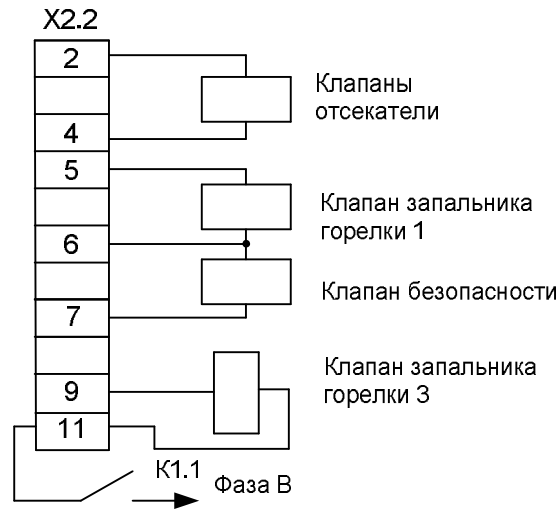 X2.2
2
Клапаны
отсекатели
4
5
Клапан запальника
горелки 1
6
Клапан безопасности
7
Клапан запальника
горелки 3
9
11
К1.1
Фаза В